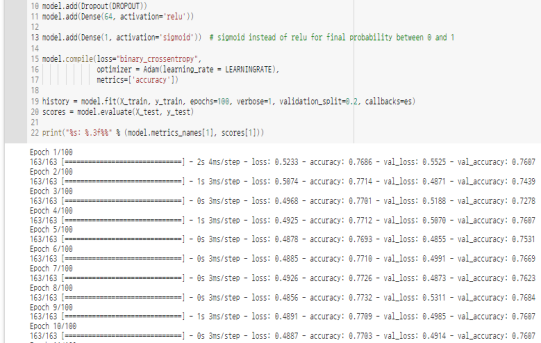 10 model.add(Dropout(DROPOUT))
11 model.add(Dense(64, activation='relu'))
12
13 model.add(Dense(1, activation='sigmoid')) # sigmoid instead of relu for final probability between 0 and 1
14
15 model.compile(loss="binary_crossentropy",
16 optimizer = Adam(learning_rate = LEARNINGRATE),
17 metrics=['accuracy'])
18
19 history = model.fit(X_train, y_train, epochs=100, verbose=1, validation_split=0.2, callbacks=es)
20 scores = model.evaluate(X_test, y_test)
21
22 print("%s: %.3f%%" % (model.metrics_names[1], scores[1]))
Epoch 1/100
163/163 [==============================] - 2s 4ms/step - loss: 0.5233 - accuracy: 0.7686 - val_loss: 0.5525 - val_accuracy: 0.7607
Epoch 2/100
163/163 [==============================] - 1s 3ms/step - loss: 0.5074 - accuracy: 0.7714 - val_loss: 0.4871 - val_accuracy: 0.7439
Epoch 3/100
163/163 [==============================] - 0s 3ms/step - loss: 0.4968 - accuracy: 0.7701 - val_loss: 0.5188 - val_accuracy: 0.7278
Epoch 4/100
163/163 [==============================] - 1s 3ms/step - loss: 0.4925 - accuracy: 0.7712 - val_loss: 0.5070 - val_accuracy: 0.7607
Epoch 5/100
163/163 [==============================] - 0s 3ms/step - loss: 0.4878 - accuracy: 0.7693 - val_loss: 0.4855 - val_accuracy: 0.7531
Epoch 6/100
163/163 [==============================] - 0s 3ms/step - loss: 0.4885 - accuracy: 0.7710 - val_loss: 0.4991 - val_accuracy: 0.7669
Epoch 7/100
163/163 [==============================] - 0s 3ms/step - loss: 0.4926 - accuracy: 0.7726 - val_loss: 0.4873 - val_accuracy: 0.7623
Epoch 8/100
163/163 [==============================] - 0s 3ms/step - loss: 0.4856 - accuracy: 0.7732 - val_loss: 0.5311 - val_accuracy: 0.7684
Epoch 9/100
163/163 [==============================] - 1s 3ms/step - loss: 0.4891 - accuracy: 0.7709 - val_loss: 0.4985 - val_accuracy: 0.7607
Epoch 10/100
163/163 [==============================] - 0s 3ms/step - loss: 0.4887 - accuracy: 0.7703 - val_loss: 0.4914 - val_accuracy: 0.7607